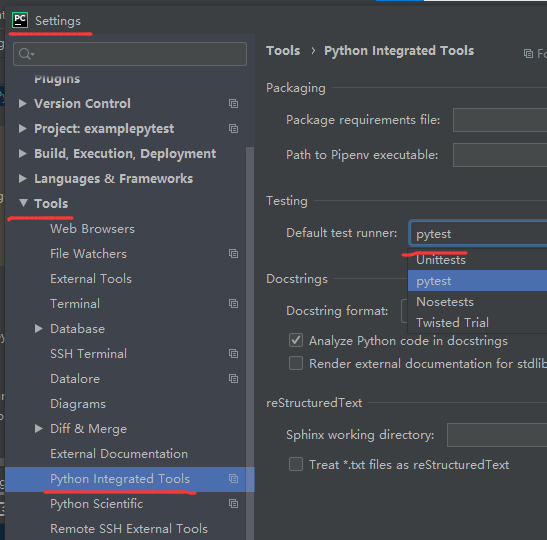 PC Settings
Plugins
Version Control
Project: examplepytest
Build, Execution, Deployment
Languages & Frameworks
Tools
Web Browsers
File Watchers
External Tools
Terminal
Database
SSH Terminal
Datalore
Diagrams
Diff & Merge
External Documentation
Python Integrated Tools
Python Scientific
Remote SSH External Tools
Tools › Python Integrated Tools
Packaging
Package requirements file:
Path to Pipenv executable:
Testing
Default test runner: pytest
Unittests
pytest
Nosetests
Twisted Trial
Docstrings
Docstring format:
Analyze Python code in docstrings
Render external documentation for stdlib
reStructuredText
Sphinx working directory:
Treat *.txt files as reStructuredText